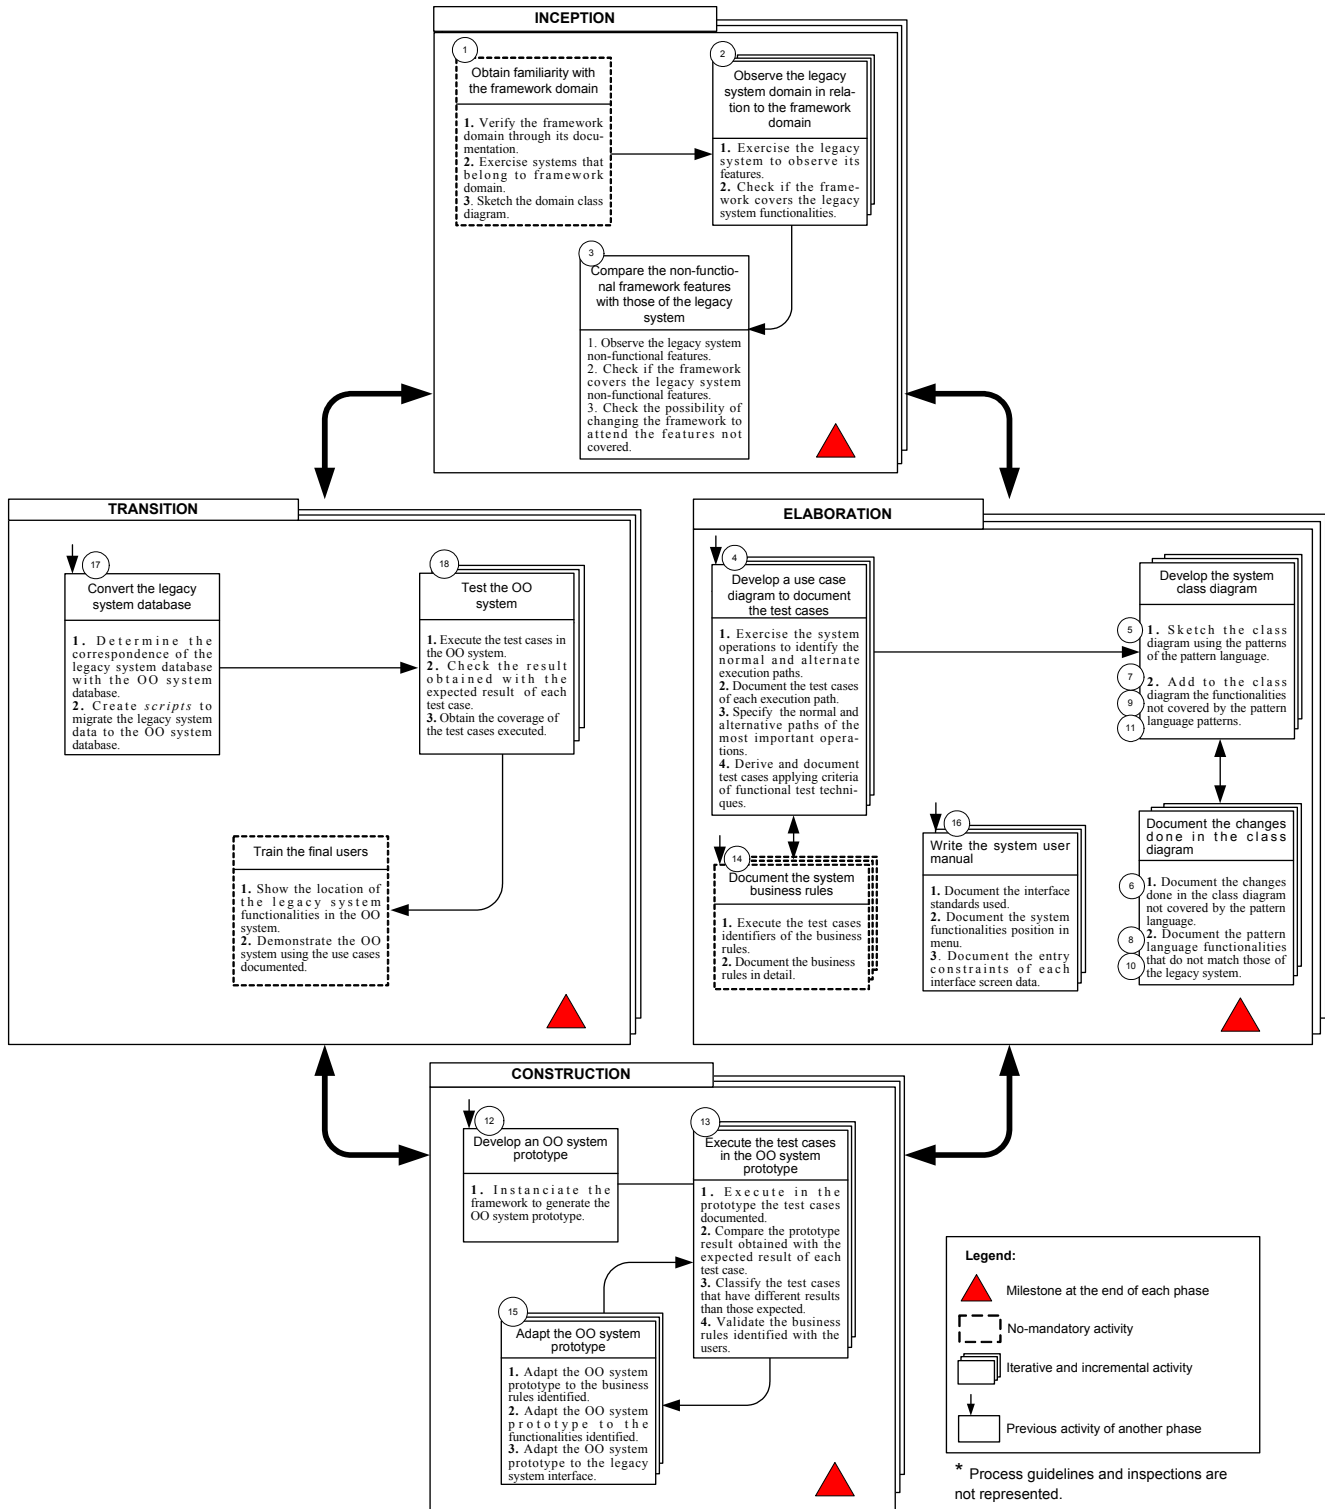 INCEPTION
1
Obtain familiarity with
the framework domain
1. Verify the framework
domain through its docu-
mentation.
2. Exercise systems that
belong to framework
domain.
3. Sketch the domain class
diagram.
2
Observe the legacy
system domain in rela-
tion to the framework
domain
1. Exercise the legacy
system to observe its
features.
2. Check if the frame-
work covers the legacy
system functionalities.
3
Compare the non-functio-
nal framework features
with those of the legacy
system
1. Observe the legacy system
non-functional features.
2. Check if the framework
covers the legacy system
non-functional features.
3. Check the possibility of
changing the framework to
attend the features not
covered.
TRANSITION
17
Convert the legacy
system database
1. Determine the
correspondence of the
legacy system database
with the OO system
database.
2. Create scripts to
migrate the legacy system
data to the OO system
database.
18
Test the OO
system
1. Execute the test cases in
the OO system.
2. Check the result
obtained with the
expected result of each
test case.
3. Obtain the coverage of
the test cases executed.
Train the final users
1. Show the location of
the legacy system
functionalities in the OO
system.
2. Demonstrate the OO
system using the use cases
documented.
ELABORATION
4
Develop a use case
diagram to document
the test cases
1. Exercise the system
operations to identify the
normal and alternate
execution paths.
2. Document the test cases
of each execution path.
3. Specify the normal and
alternative paths of the
most important opera-
tions.
4. Derive and document
test cases applying criteria
of functional test techni-
ques.
Develop the system
class diagram
5
1. Sketch the class
diagram using the patterns
of the pattern language.
7
2. Add to the class
diagram the functionalities
9
not covered by the pattern
language patterns.
11
14
Document the system
business rules
1. Execute the test cases
identifiers of the business
rules.
2. Document the business
rules in detail.
16
Write the system user
manual
1. Document the interface
standards used.
2. Document the system
functionalities position in
menu.
3. Document the entry
constraints of each
interface screen data.
Document the changes
done in the class
diagram
6
1. Document the changes
done in the class diagram
not covered by the pattern
language.
8
2. Document the pattern
language functionalities
10
that do not match those of
the legacy system.
CONSTRUCTION
12
Develop an OO system
prototype
1. Instanciate the
framework to generate the
OO system prototype.
13
Execute the test cases
in the OO system
prototype
1. Execute in the
prototype the test cases
documented.
2. Compare the prototype
result obtained with the
expected result of each
test case.
3. Classify the test cases
that have different results
than those expected.
4. Validate the business
rules identified with the
users.
15
Adapt the OO system
prototype
1. Adapt the OO system
prototype to the business
rules identified.
2. Adapt the OO system
prototype to the
functionalities identified.
3. Adapt the OO system
prototype to the legacy
system interface.
Legend:
Milestone at the end of each phase
No-mandatory activity
Iterative and incremental activity
Previous activity of another phase
* Process guidelines and inspections are
not represented.